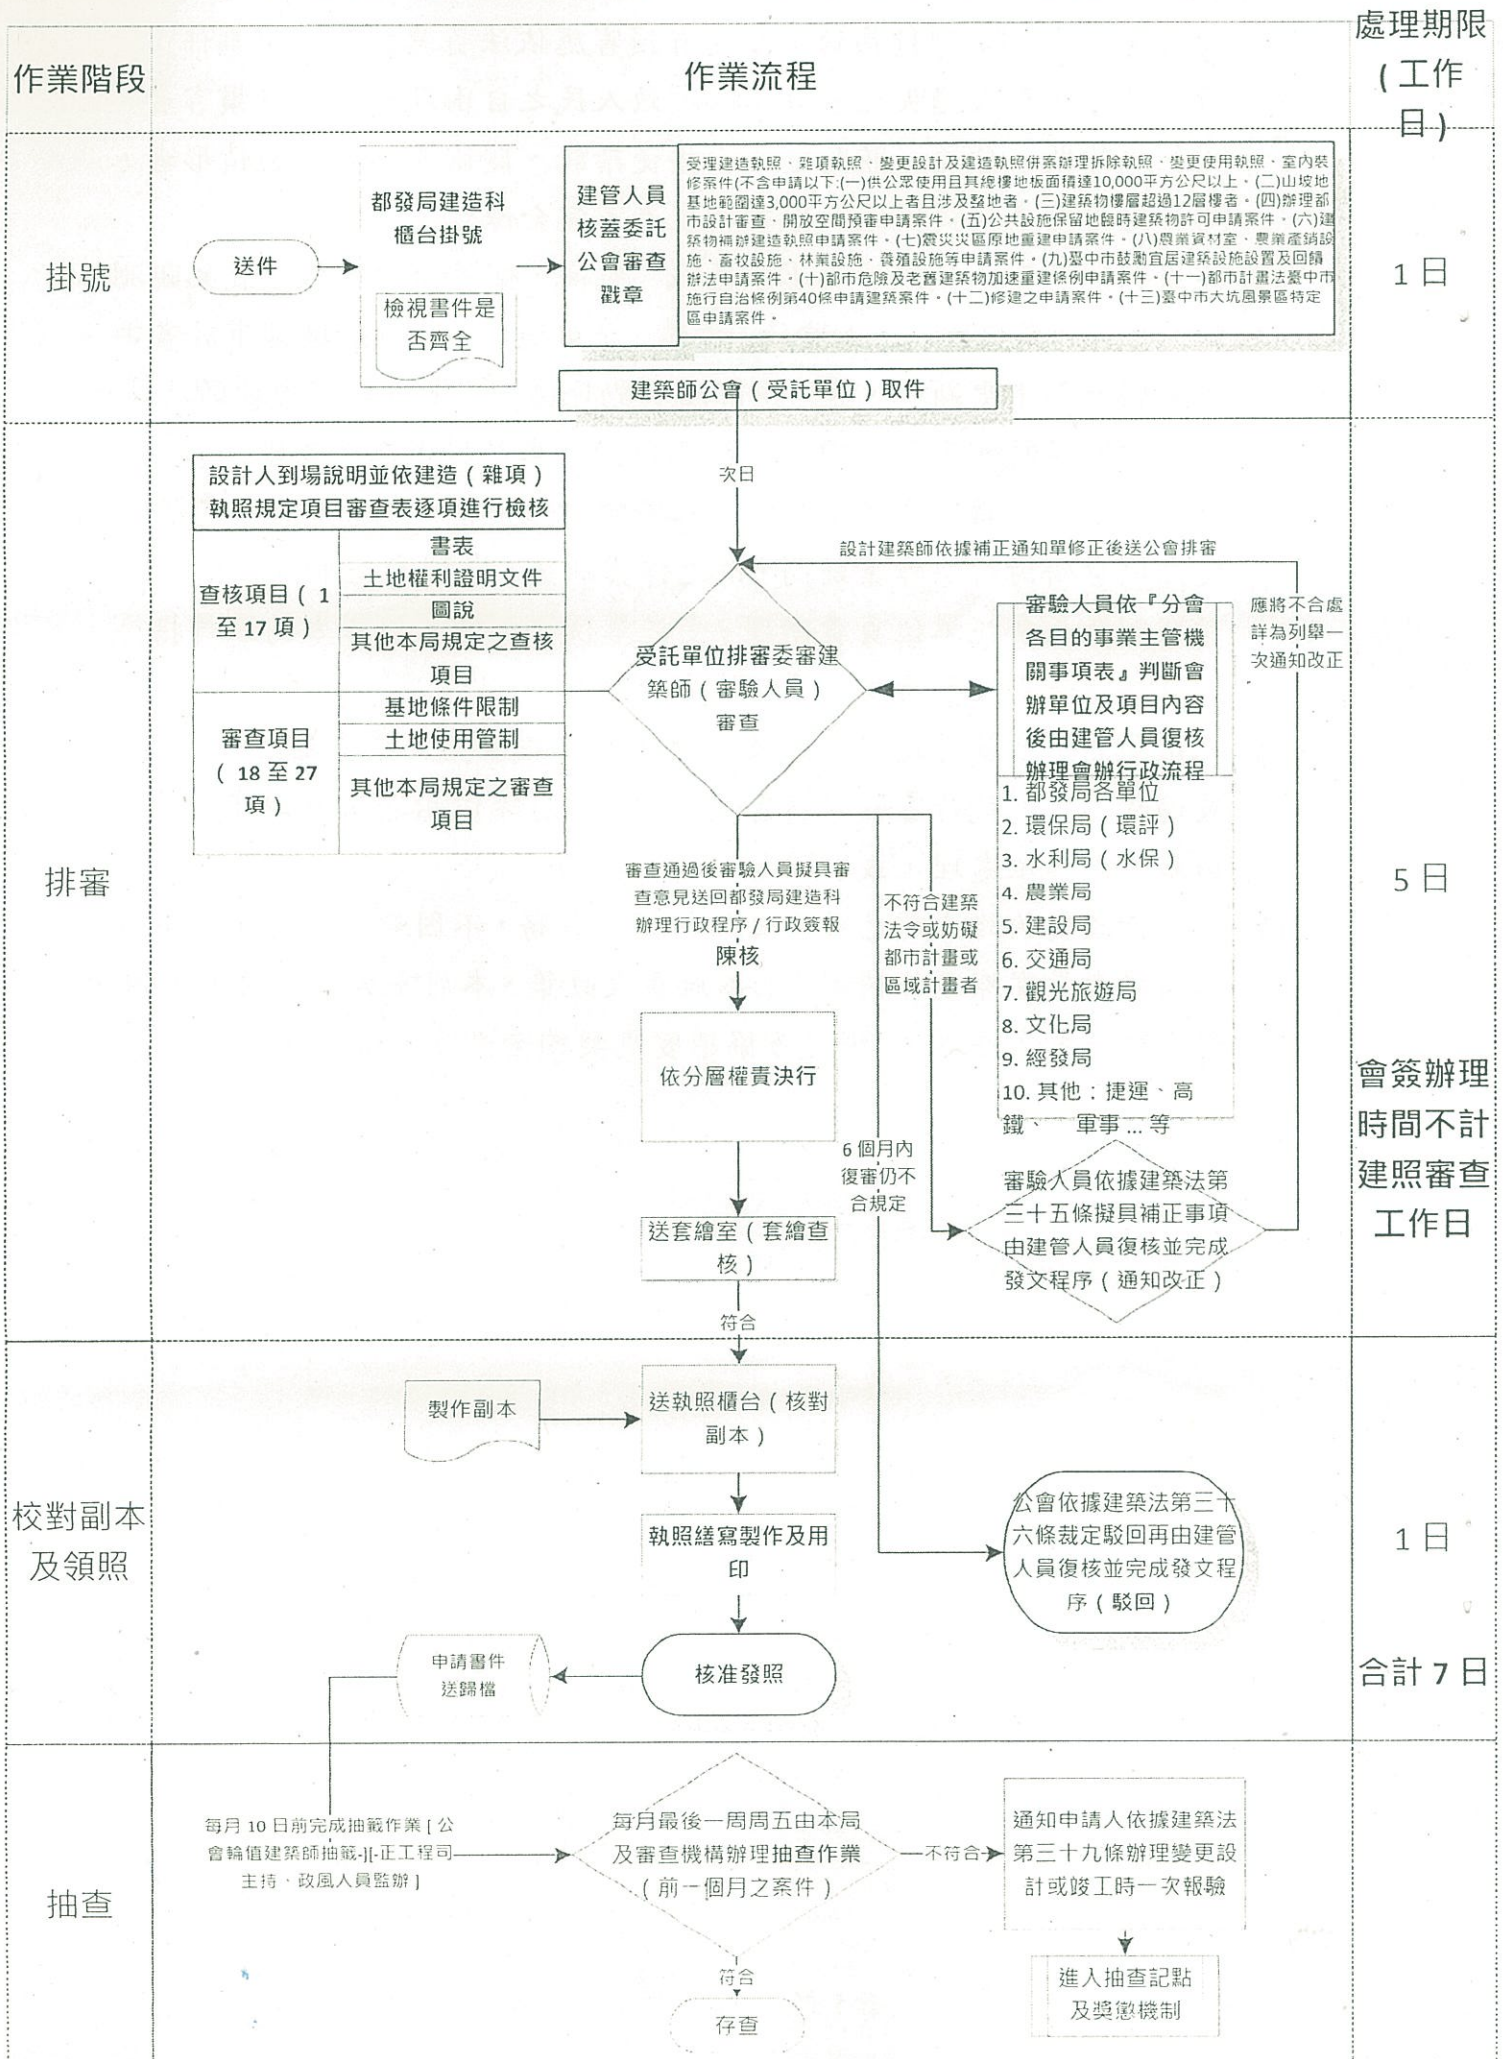 作業階段
作業流程
處理期限
(工作
日)
掛號
送件
都發局建造科
櫃台掛號
檢視書件是
否齊全
建管人員
核蓋委託
公會審查
戳章
受理建造執照、雜項執照、變更設計及建造執照併案辦理拆除執照、變更使用執照、室內裝
修案件(不含申請以下:(一)供公眾使用且其總樓地板面積達10,000平方公尺以上。(二)山坡地
基地範圍達3,000平方公尺以上者且涉及整地者。(三)建築物樓層超過12層樓者。(四)辦理都
市設計審查、開放空間預審申請案件。(五)公共設施保留地臨時建築物許可申請案件。(六)建
築物補辦建造執照申請案件。(七)震災災區原地重建申請案件。(八)農業資材室、農業產銷設
施、畜牧設施、林業設施、養殖設施等申請案件。(九)臺中市鼓勵宜居建築設施設置及回饋
辦法申請案件。(十)都市危險及老舊建築物加速重建條例申請案件。(十一)都市計畫法臺中市
施行自治條例第40條申請建築案件。(十二)修建之申請案件。(十三)臺中市大坑風景區特定
區申請案件。
1 日
建築師公會(受託單位)取件
次日
排審
設計人到場說明並依建造(雜項)
執照規定項目審查表逐項進行檢核
查核項目( 1
至 17 項)
書表
土地權利證明文件
圖說
其他本局規定之查核
項目
審查項目
( 18 至 27
項)
基地條件限制
土地使用管制
其他本局規定之審查
項目
設計建築師依據補正通知單修正後送公會排審
受託單位排審委審建
築師(審驗人員)
審查
審驗人員依『分會
各目的事業主管機
關事項表』判斷會
辦單位及項目內容
後由建管人員復核
辦理會辦行政流程
1. 都發局各單位
2. 環保局(環評)
3. 水利局(水保)
4. 農業局
5. 建設局
6. 交通局
7. 觀光旅遊局
8. 文化局
9. 經發局
10. 其他：捷運、高
鐵、 軍事...等
應將不合處
詳為列舉一
次通知改正
審查通過後審驗人員擬具審
查意見送回都發局建造科
辦理行政程序/行政簽報
陳核
不符合建築
法令或妨礙
都市計畫或
區域計畫者
依分層權責決行
6 個月內
復審仍不
合規定
審驗人員依據建築法第
三十五條擬具補正事項
由建管人員復核並完成
發文程序(通知改正)
送套繪室(套繪查
核)
符合
5 日
會簽辦理
時間不計
建照審查
工作日
校對副本
及領照
製作副本
送執照櫃台(核對
副本)
執照繕寫製作及用
印
公會依據建築法第三十
六條裁定駁回再由建管
人員復核並完成發文程
序(駁回)
申請書件
送歸檔
核准發照
1 日
合計 7 日
抽查
每月 10 日前完成抽籤作業[公
會輪值建築師抽籤-][-正工程司
主持、政風人員監辦]
每月最後一周周五由本局
及審查機構辦理抽查作業
(前一個月之案件)
不符合
通知申請人依據建築法
第三十九條辦理變更設
計或竣工時一次報驗
符合
存查
進入抽查記點
及獎懲機制